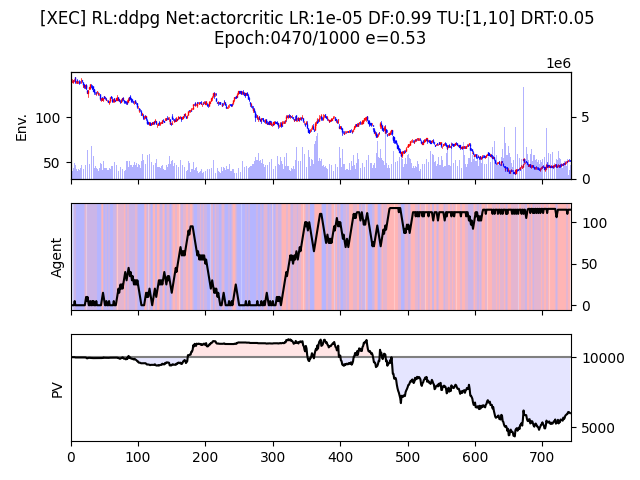 [XEC] RL:ddpg Net:actorcritic LR:1e-05 DF:0.99 TU:[1,10] DRT:0.05
Epoch:0470/1000 e=0.53
1e6
Env.
100
50
5
0
Agent
100
50
0
PV
10000
5000
0 100 200 300 400 500 600 700